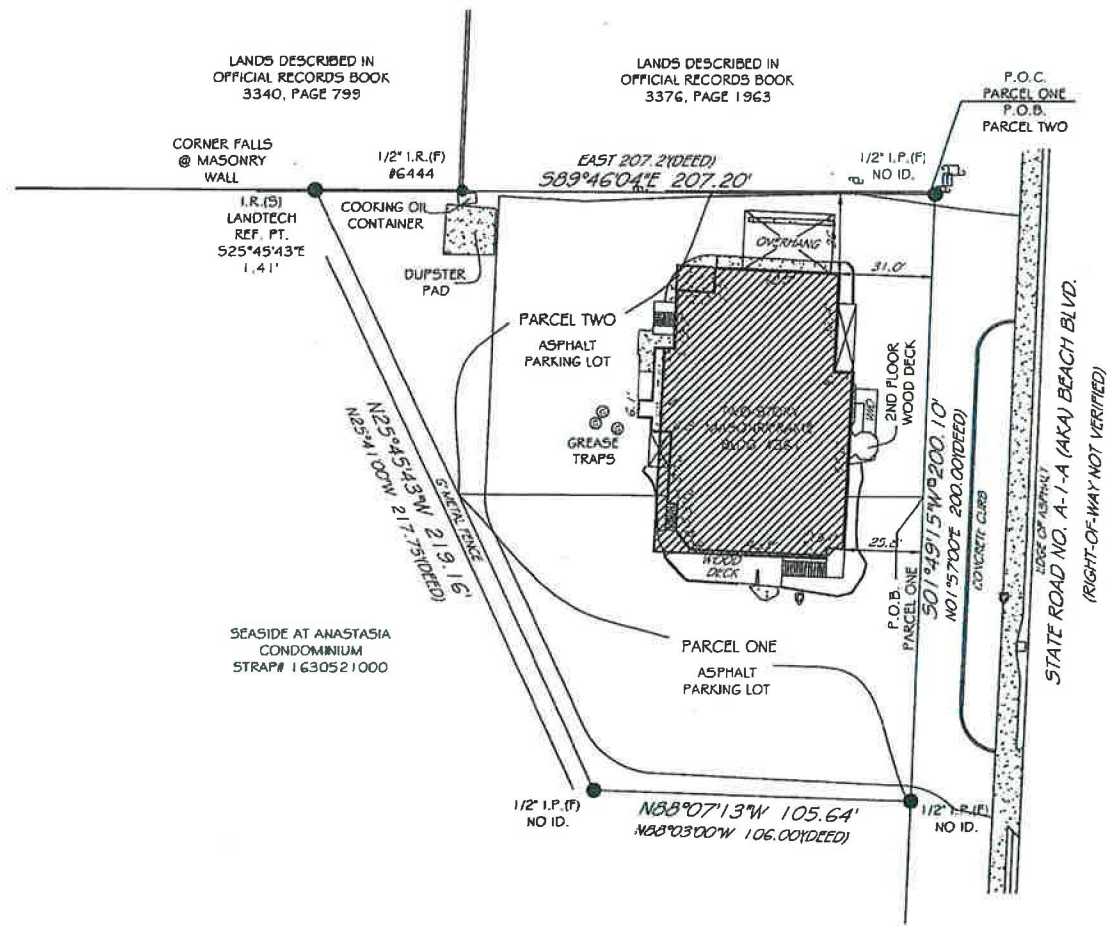 LANDS DESCRIBED IN
OFFICIAL RECORDS BOOK
3340, PAGE 799
LANDS DESCRIBED IN
OFFICIAL RECORDS BOOK
3376, PAGE 1963
P.O.C.
PARCEL ONE
P.O.B.
PARCEL TWO
CORNER FALLS
@ MASONRY
WALL
1/2" I.R.(F)
#6444
EAST 207.2'(DEED)
S89°46'04"E 207.20'
1/2" I.P.(F)
NO ID.
I.R.(S)
LANDTECH
REF. PT.
S25°45'43"E
1.41'
COOKING OIL
CONTAINER
DUPSTER
PAD
OVERHANG
31.0'
PARCEL TWO
ASPHALT
PARKING LOT
2ND FLOOR
WOOD DECK
6.1'
GREASE
TRAPS
TWO STORY
N25°45'43"W 219.16'
N25°41'00"W 217.75'(DEED)
6' METAL FENCE
S01°49'15"W 200.10'
N01°57'00"E 200.00'(DEED)
CONCRETE CURB
EDGE OF ASPHALT
STATE ROAD NO. A-1-A (AKA) BEACH BLVD.
(RIGHT-OF-WAY NOT VERIFIED)
WOOD
DECK
P.O.B.
PARCEL ONE
SEASIDE AT ANASTASIA
CONDOMINIUM
STRAP# 1630521000
PARCEL ONE
ASPHALT
PARKING LOT
1/2" I.P.(F)
NO ID.
N88°07'13"W 105.64'
N88°03'00"W 106.00'(DEED)
1/2" I.P.(F)
NO ID.